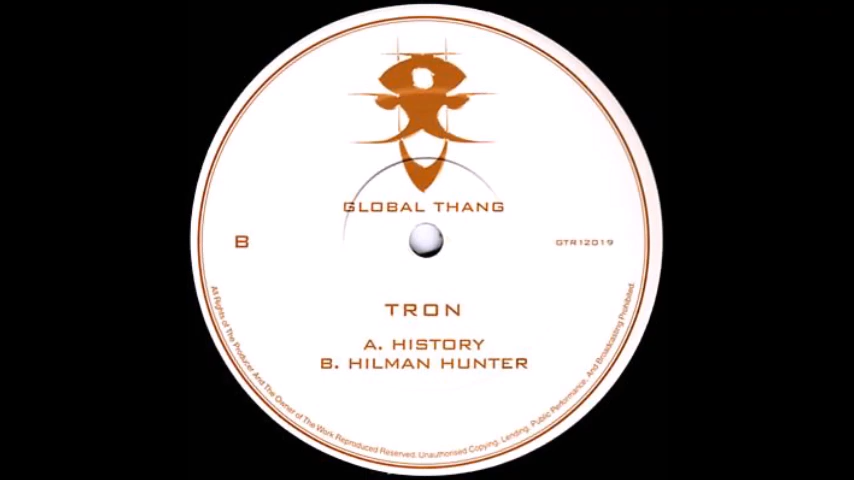 GLOBAL THANG
B
GTR12019
TRON
A. HISTORY
B. HILMAN HUNTER
All Rights of The Producer And The Owner of The Work Reproduced Reserved. Unauthorised Copying, Lending, Public Performance, And Broadcasting Prohibited.